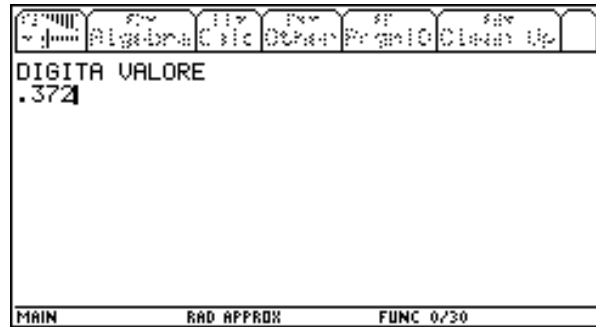 Algebra Calc Other PrgmIO Clean Up
DIGITA VALORE
.372
MAIN RAD APPROX FUNC 0/30